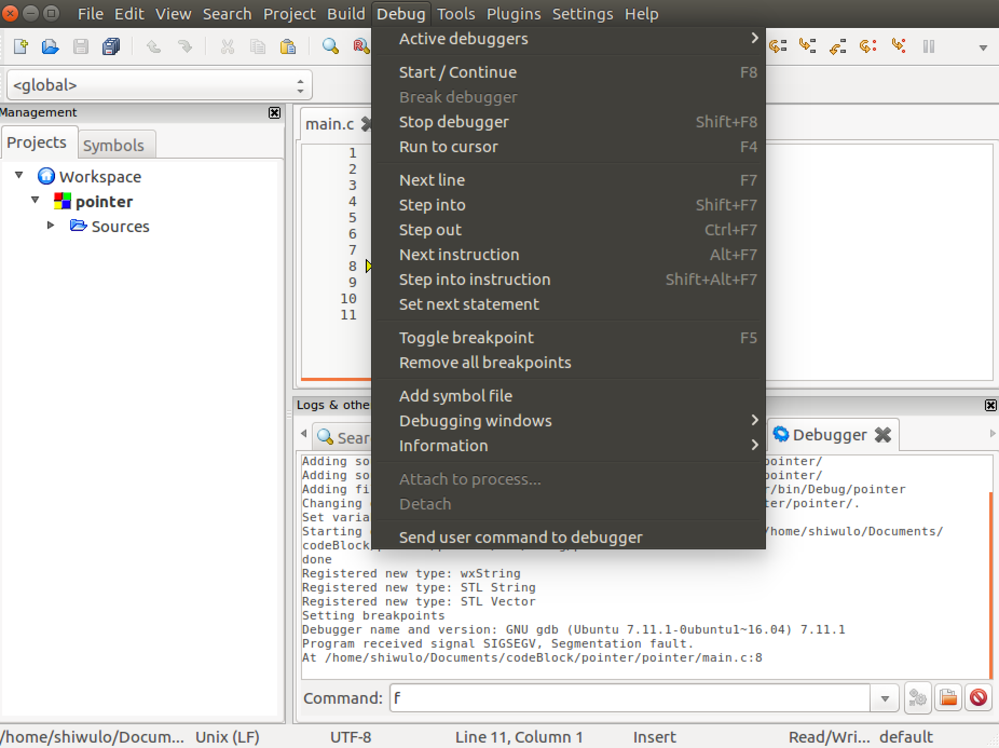 File Edit View Search Project Build Debug Tools Plugins Settings Help
<global>
Management
Projects Symbols
Workspace
pointer
Sources
main.c
1
2
3
4
5
6
7
8
9
10
11
Active debuggers
Start / Continue F8
Break debugger
Stop debugger Shift+F8
Run to cursor F4
Next line F7
Step into Shift+F7
Step out Ctrl+F7
Next instruction Alt+F7
Step into instruction Shift+Alt+F7
Set next statement
Toggle breakpoint F5
Remove all breakpoints
Add symbol file
Debugging windows
Information
Attach to process...
Detach
Send user command to debugger
Logs & othe
Sear Debugger
Adding so pointer/
Adding so pointer/
Adding fi r/bin/Debug/pointer
Changing ter/pointer/.
Set varia
Starting /home/shiwulo/Documents/
codeBlock
done
Registered new type: wxString
Registered new type: STL String
Registered new type: STL Vector
Setting breakpoints
Debugger name and version: GNU gdb (Ubuntu 7.11.1-0ubuntu1~16.04) 7.11.1
Program received signal SIGSEGV, Segmentation fault.
At /home/shiwulo/Documents/codeBlock/pointer/pointer/main.c:8
Command: f
/home/shiwulo/Docum... Unix (LF) UTF-8 Line 11, Column 1 Insert Read/Wri... default